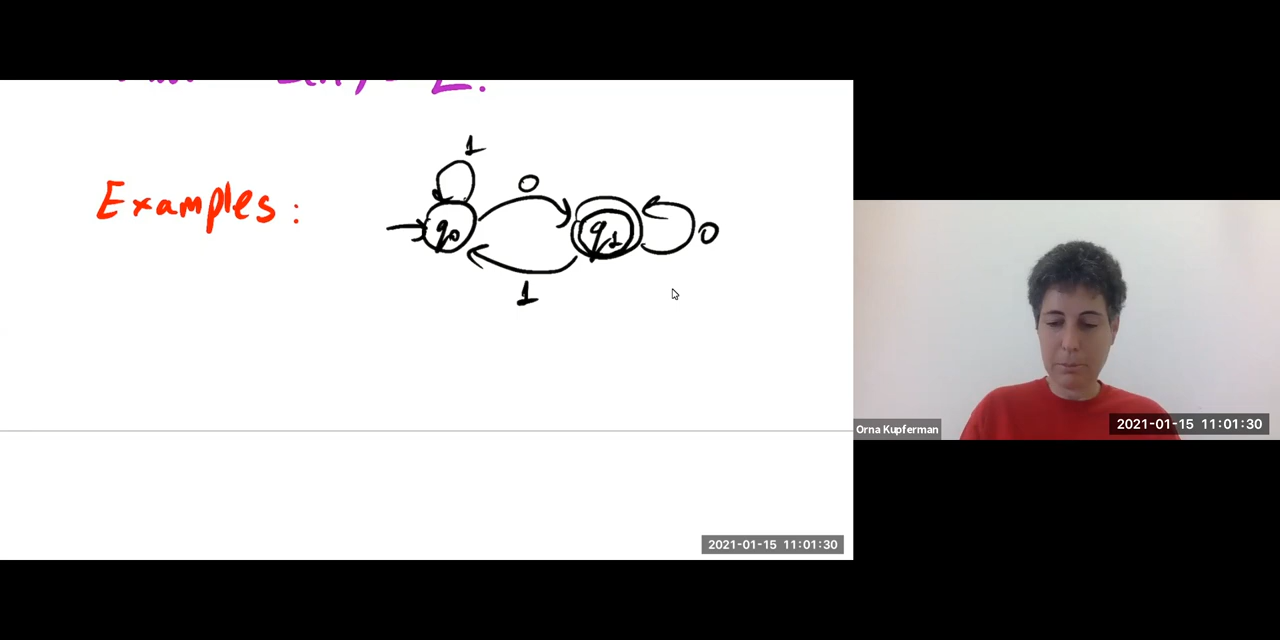 1
Examples :
0
q0
q1
0
1
Orna Kupferman
2021-01-15 11:01:30
2021-01-15 11:01:30